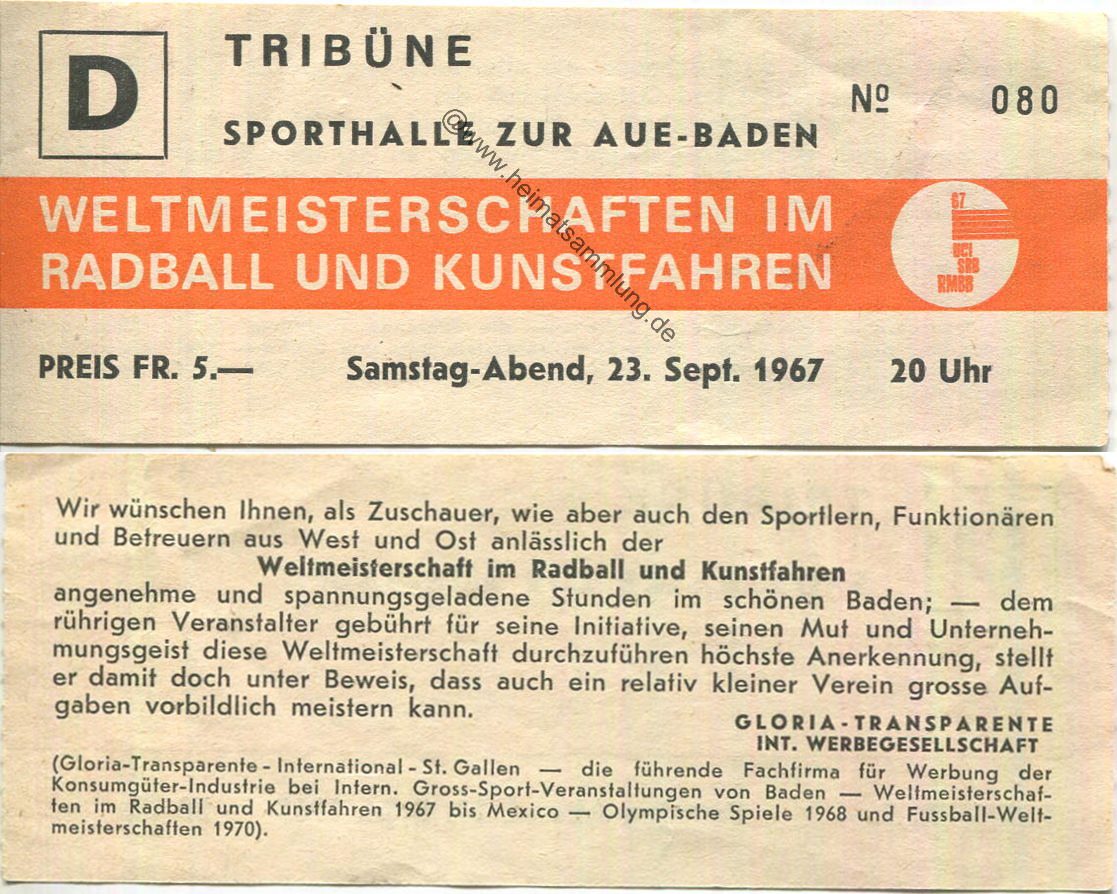 D
TRIBÜNE
Nº 080
SPORTHALLE ZUR AUE-BADEN
WELTMEISTERSCHAFTEN IM
RADBALL UND KUNSTFAHREN
67
UCI
SRB
RMBB
PREIS FR. 5.— Samstag-Abend, 23. Sept. 1967 20 Uhr
@www.heimatsammlung.de
Wir wünschen Ihnen, als Zuschauer, wie aber auch den Sportlern, Funktionären
und Betreuern aus West und Ost anlässlich der
Weltmeisterschaft im Radball und Kunstfahren
angenehme und spannungsgeladene Stunden im schönen Baden; — dem
rührigen Veranstalter gebührt für seine Initiative, seinen Mut und Unterneh-
mungsgeist diese Weltmeisterschaft durchzuführen höchste Anerkennung, stellt
er damit doch unter Beweis, dass auch ein relativ kleiner Verein grosse Auf-
gaben vorbildlich meistern kann.
GLORIA-TRANSPARENTE
INT. WERBEGESELLSCHAFT
(Gloria-Transparente - International - St. Gallen — die führende Fachfirma für Werbung der
Konsumgüter-Industrie bei Intern. Gross-Sport-Veranstaltungen von Baden — Weltmeisterschaf-
ten im Radball und Kunstfahren 1967 bis Mexico — Olympische Spiele 1968 und Fussball-Welt-
meisterschaften 1970).